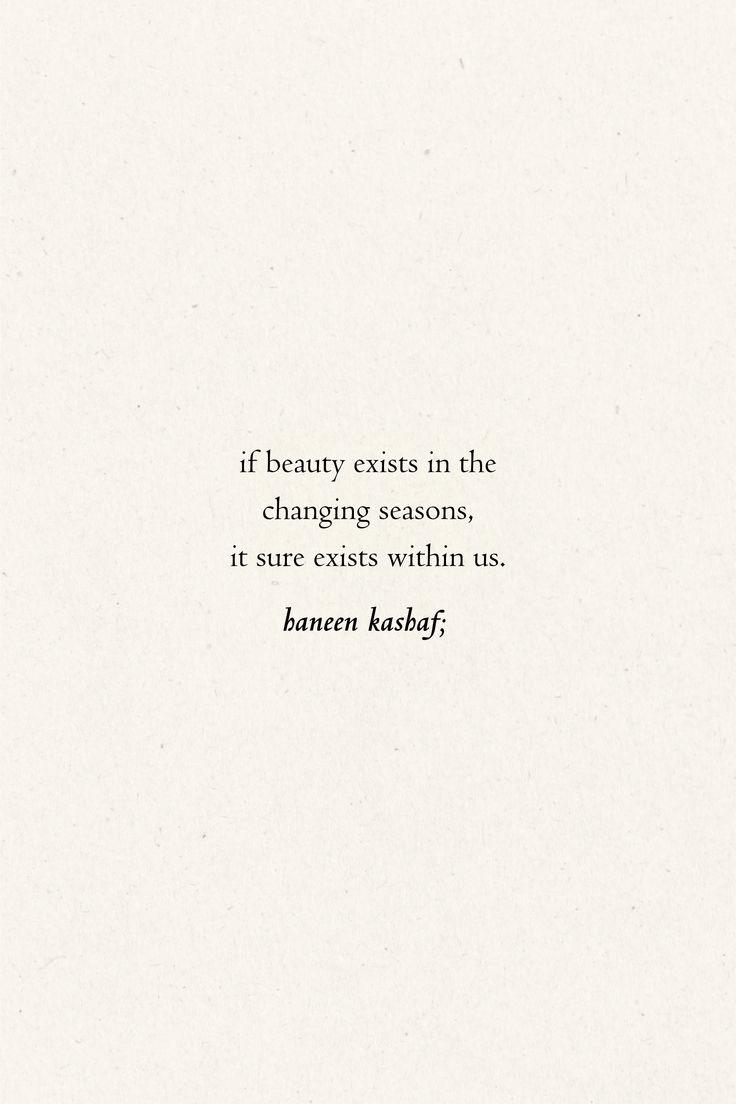 if beauty exists in the
changing seasons,
it sure exists within us.
haneen kashaf;